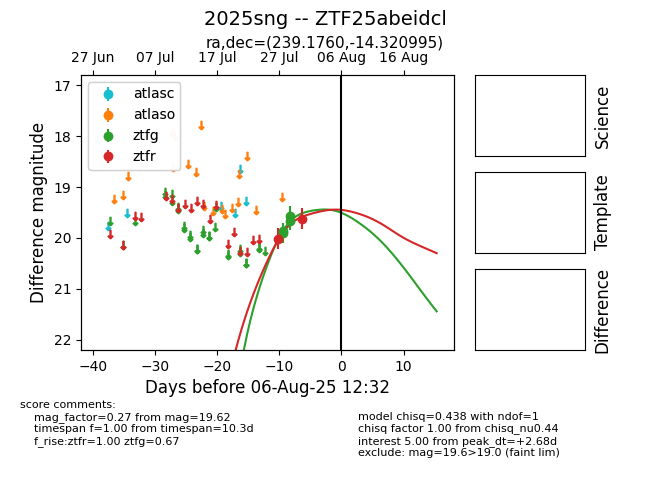 2025sng -- ZTF25abeidcl
ra,dec=(239.1760,-14.320995)
27 Jun 07 Jul 17 Jul 27 Jul 06 Aug 16 Aug
atlasc
atlaso
ztfg
ztfr
17
18
19
20
21
22
Difference magnitude
−40 −30 −20 −10 0 10
Days before 06-Aug-25 12:32
Science
Template
Difference
score comments:
mag_factor=0.27 from mag=19.62
timespan f=1.00 from timespan=10.3d
f_rise:ztfr=1.00 ztfg=0.67
model chisq=0.438 with ndof=1
chisq factor 1.00 from chisq_nu0.44
interest 5.00 from peak_dt=+2.68d
exclude: mag=19.6>19.0 (faint lim)